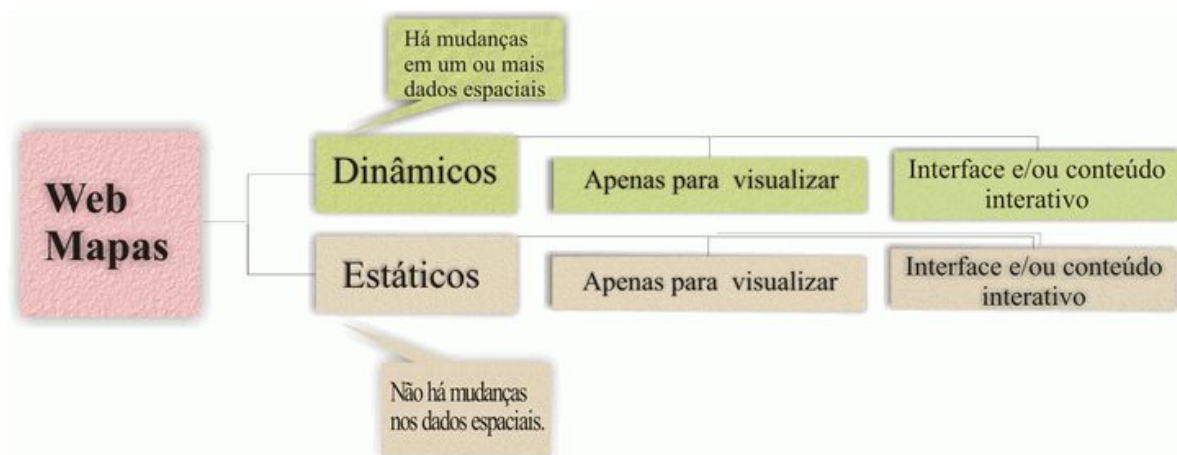 Há mudanças
em um ou mais
dados espaciais
Web
Mapas
Dinâmicos
Apenas para visualizar
Interface e/ou conteúdo
interativo
Estáticos
Apenas para visualizar
Interface e/ou conteúdo
interativo
Não há mudanças
nos dados espaciais.